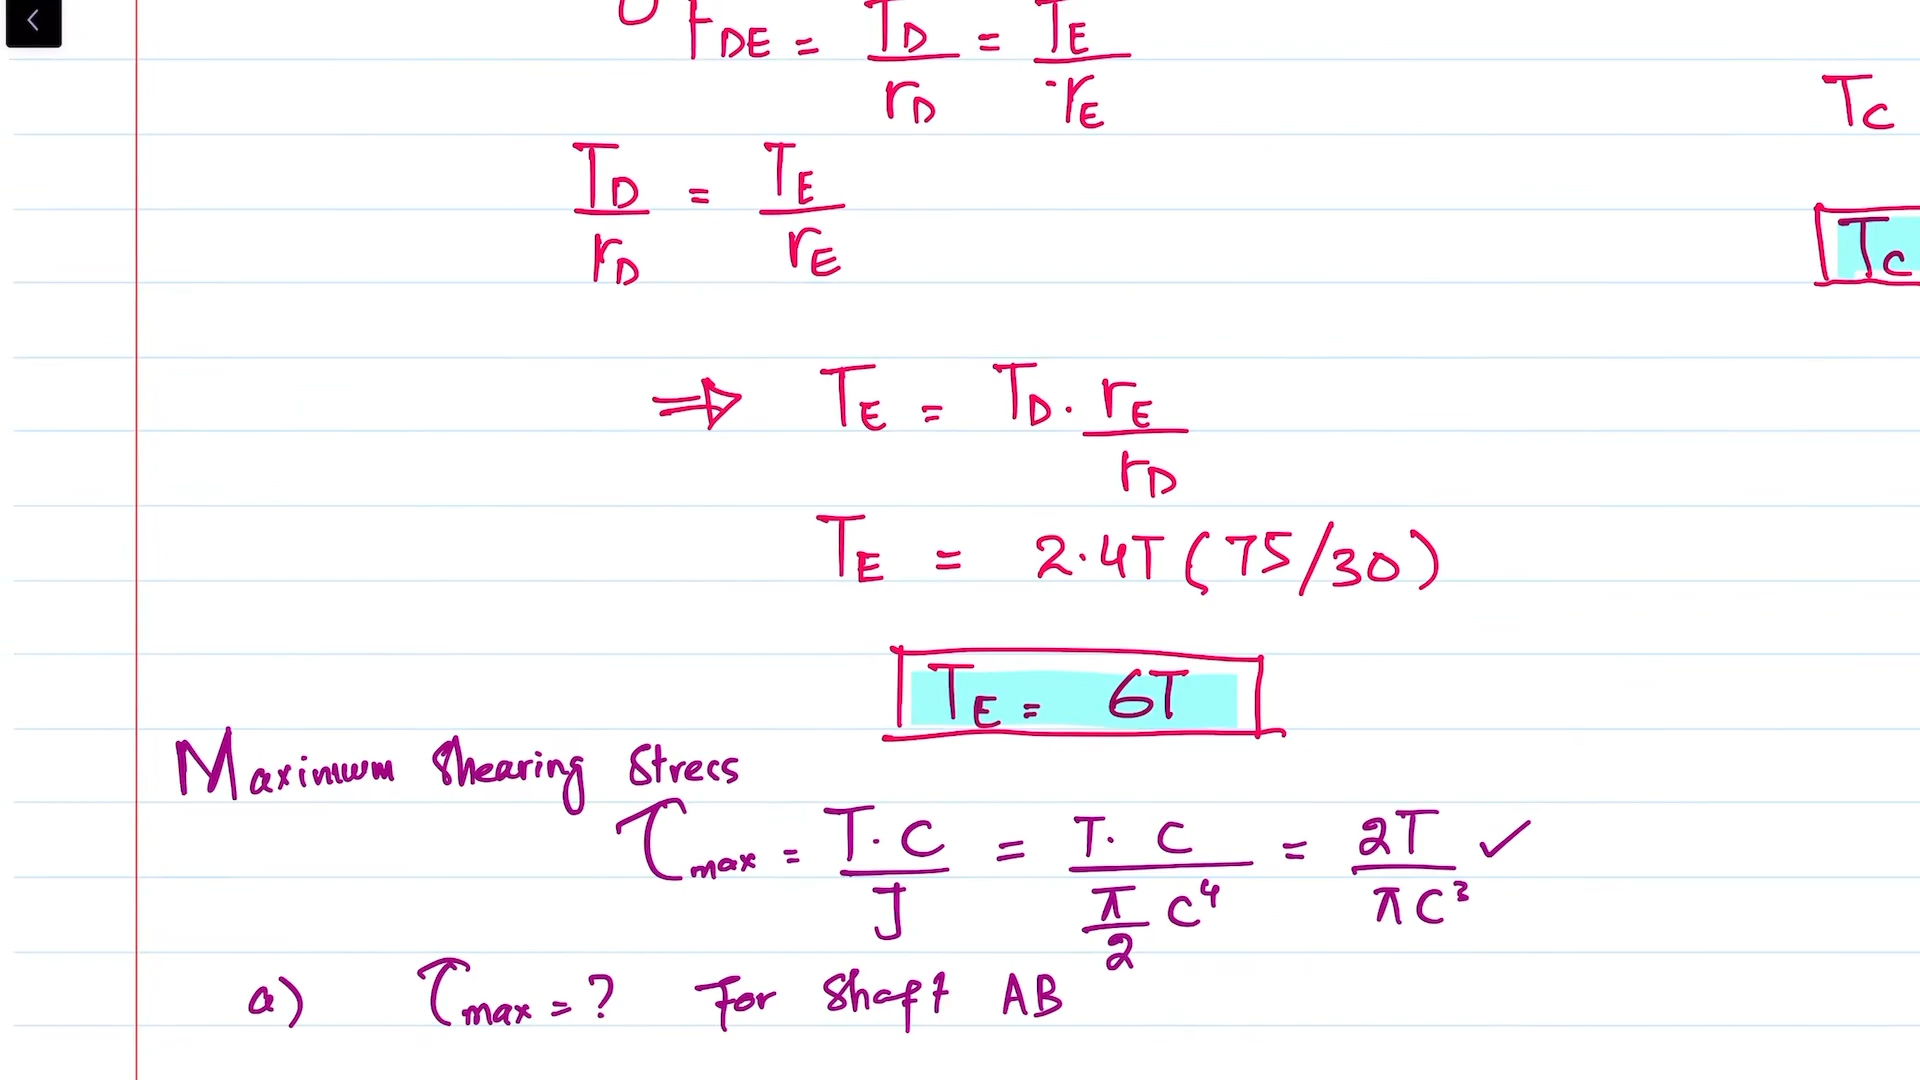 F_DE = T_D / r_D = T_E / r_E
T_C
T_D / r_D = T_E / r_E
T_C
⇒ T_E = T_D · r_E / r_D
T_E = 2.4T (75/30)
T_E = 6T
Maximum Shearing Stress
τ_max = T·C / J = T·C / (π/2 C⁴) = 2T / πC³ ✓
a) τ_max = ? For Shaft AB